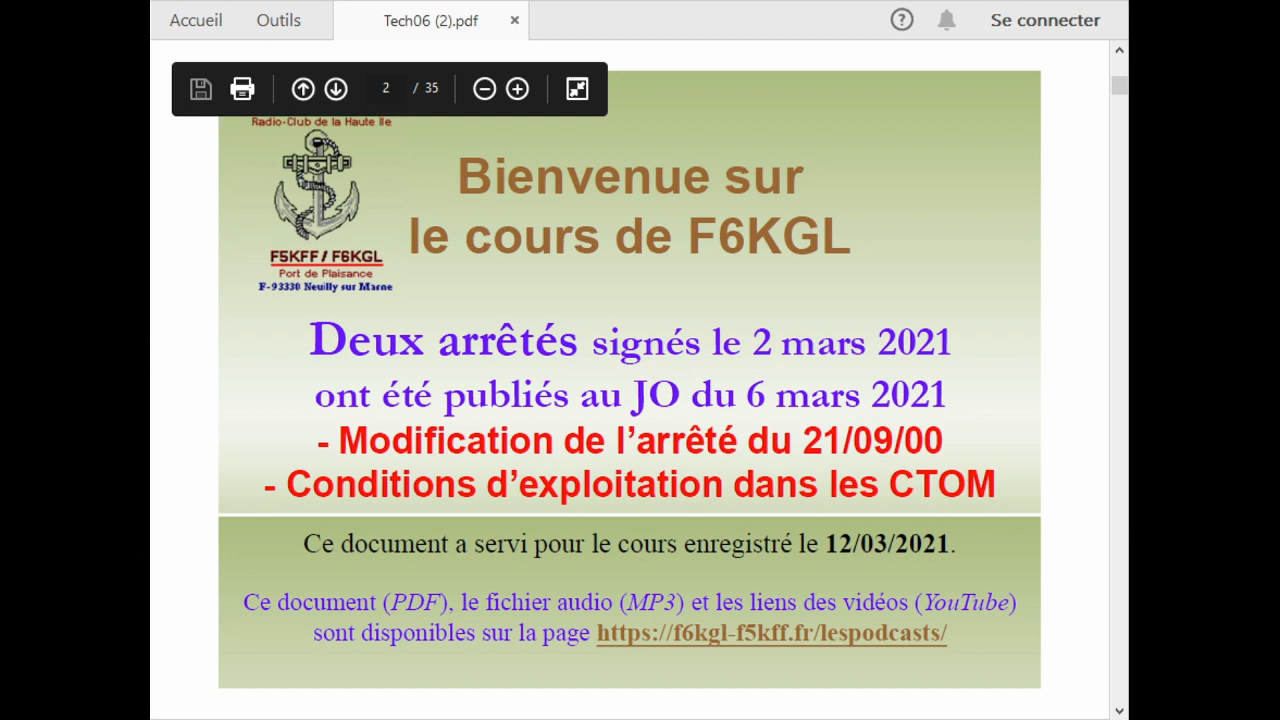 Accueil Outils Tech06 (2).pdf × ? Se connecter
2 / 35
Radio-Club de la Haute Ile
F5KFF / F6KGL
Port de Plaisance
F-93330 Neuilly sur Marne
Bienvenue sur
le cours de F6KGL
Deux arrêtés signés le 2 mars 2021
ont été publiés au JO du 6 mars 2021
- Modification de l’arrêté du 21/09/00
- Conditions d’exploitation dans les CTOM
Ce document a servi pour le cours enregistré le 12/03/2021.
Ce document (PDF), le fichier audio (MP3) et les liens des vidéos (YouTube)
sont disponibles sur la page https://f6kgl-f5kff.fr/lespodcasts/